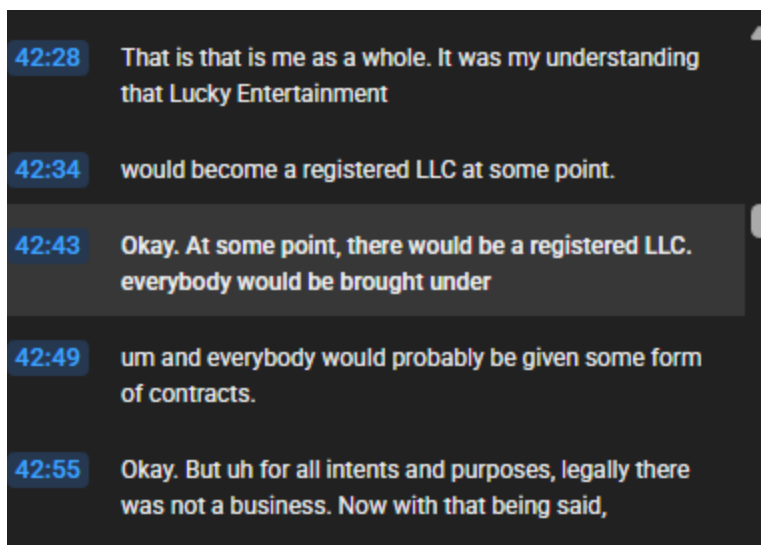 42:28 That is that is me as a whole. It was my understanding
that Lucky Entertainment
42:34 would become a registered LLC at some point.
42:43 Okay. At some point, there would be a registered LLC.
everybody would be brought under
42:49 um and everybody would probably be given some form
of contracts.
42:55 Okay. But uh for all intents and purposes, legally there
was not a business. Now with that being said,